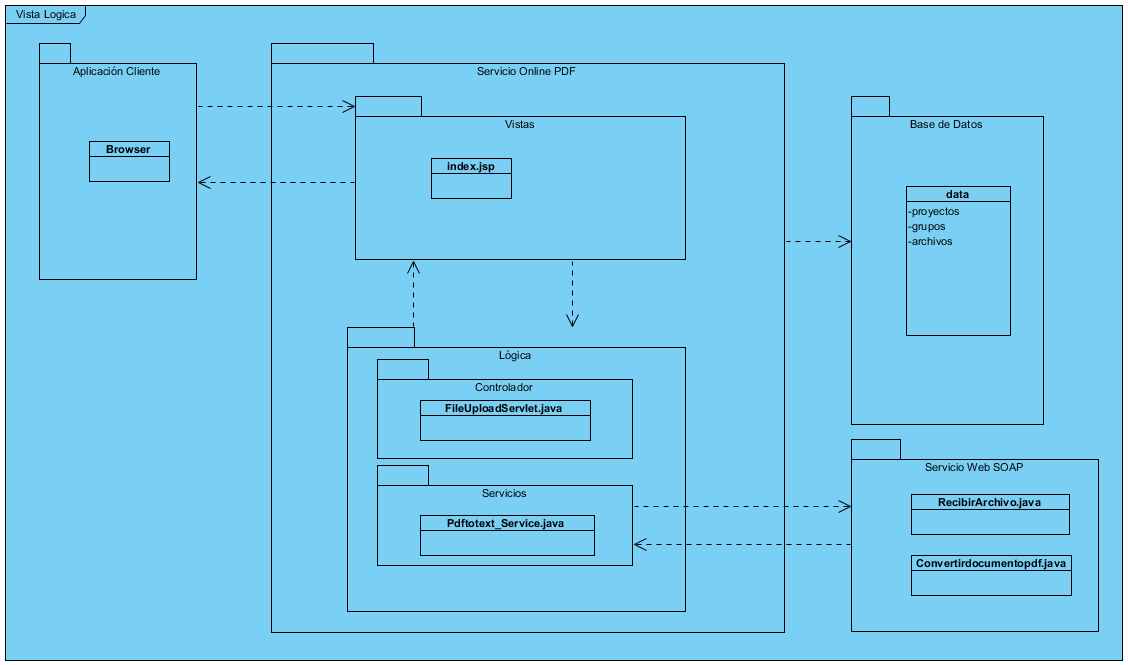 Vista Logica
Aplicación Cliente
Browser
Servicio Online PDF
Vistas
index.jsp
Lógica
Controlador
FileUploadServlet.java
Servicios
Pdftotext_Service.java
Base de Datos
data
-proyectos
-grupos
-archivos
Servicio Web SOAP
RecibirArchivo.java
Convertirdocumentopdf.java